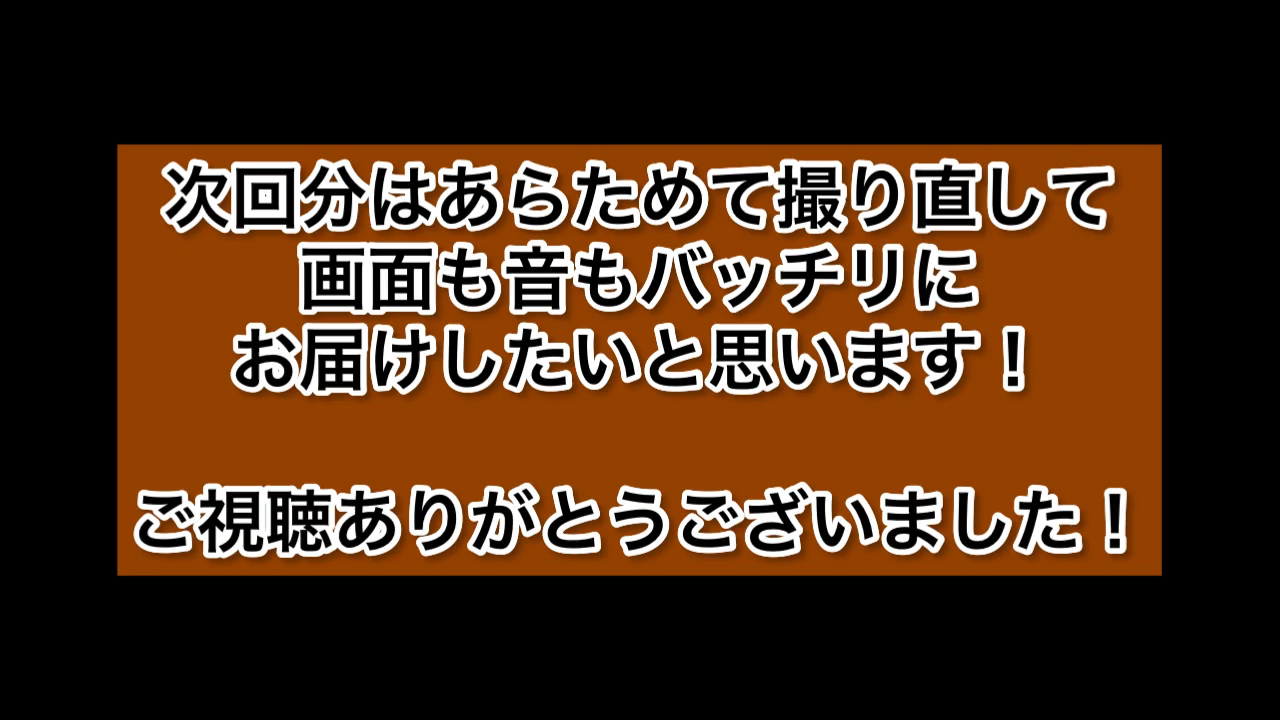 次回分はあらためて撮り直して
画面も音もバッチリに
お届けしたいと思います！
ご視聴ありがとうございました！